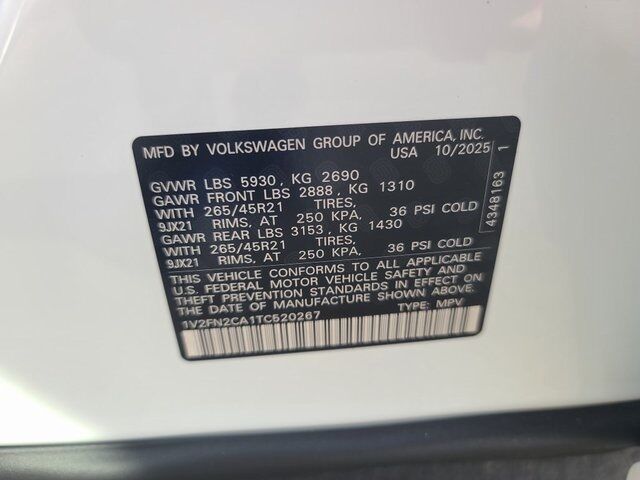 MFD BY VOLKSWAGEN GROUP OF AMERICA, INC.
USA 10/2025
GVWR LBS 5930 , KG 2690
GAWR FRONT LBS 2888 , KG 1310
WITH 265/45R21 TIRES,
9JX21 RIMS, AT 250 KPA, 36 PSI COLD
GAWR REAR LBS 3153 , KG 1430
WITH 265/45R21 TIRES,
9JX21 RIMS, AT 250 KPA, 36 PSI COLD
THIS VEHICLE CONFORMS TO ALL APPLICABLE
U.S. FEDERAL MOTOR VEHICLE SAFETY AND
THEFT PREVENTION STANDARDS IN EFFECT ON
THE DATE OF MANUFACTURE SHOWN ABOVE.
1V2FN2CA1TC520267 TYPE: MPV
4348163 1